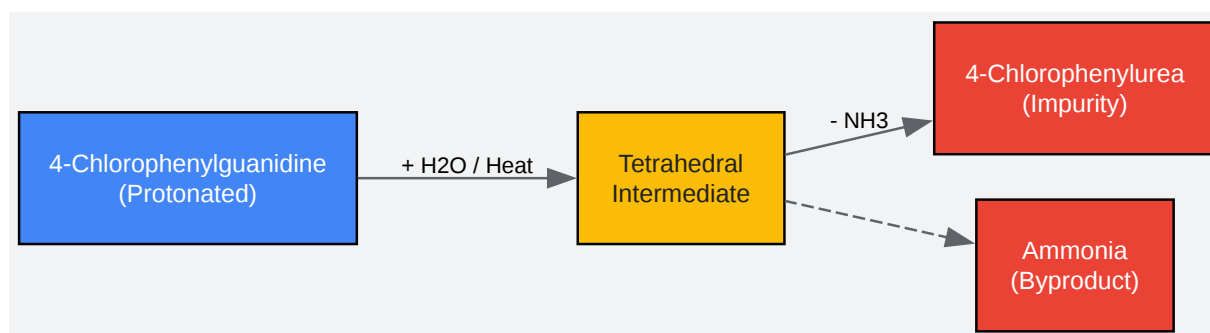 4-Chlorophenylguanidine
(Protonated)
+ H2O / Heat
Tetrahedral
Intermediate
- NH3
4-Chlorophenylurea
(Impurity)
Ammonia
(Byproduct)